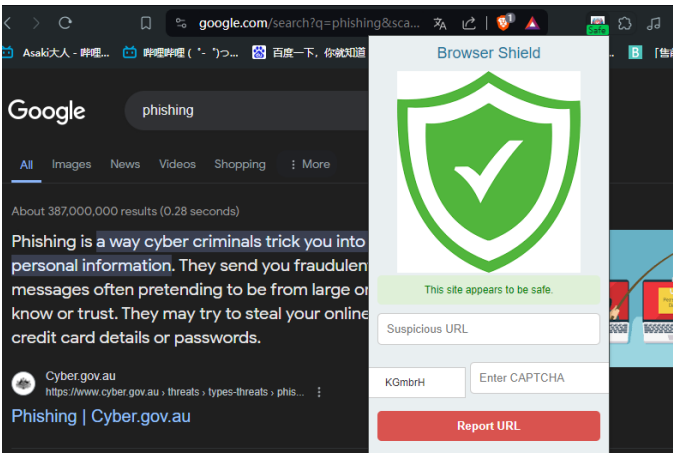 google.com/search?q=phishing&sca...
1
Safe
Asaki大人 - 哔哩...
哔哩哔哩 ( ゜- ゜)つ...
百度一下，你就知道
B
「售
Google
phishing
All Images News Videos Shopping ⋮ More
About 387,000,000 results (0.28 seconds)
Phishing is a way cyber criminals trick you into
personal information. They send you fraudulen
messages often pretending to be from large or
know or trust. They may try to steal your online
credit card details or passwords.
Cyber.gov.au
https://www.cyber.gov.au › threats › types-threats › phis...
Phishing | Cyber.gov.au
Browser Shield
This site appears to be safe.
Suspicious URL
KGmbrH
Enter CAPTCHA
Report URL